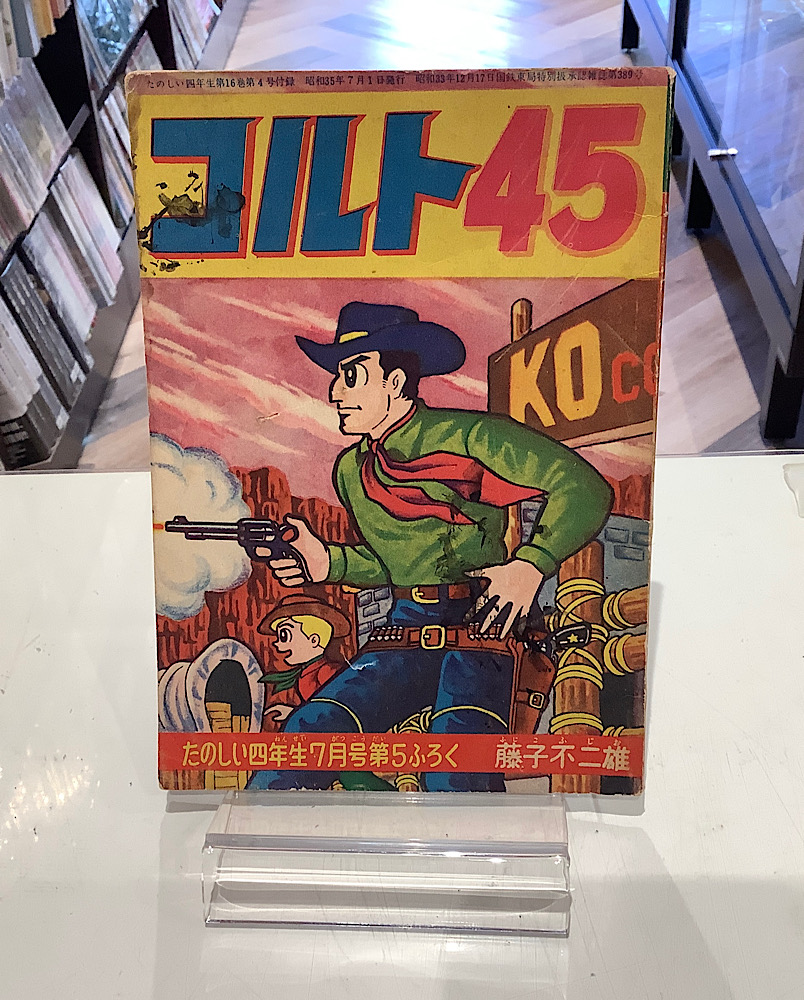 たのしい四年生第16巻第4号付録 昭和35年7月1日発行 昭和33年12月17日国鉄東局特別扱承認雑誌第389号
コルト45
KO CO
たのしい四年生7月号第5ふろく 藤子不二雄